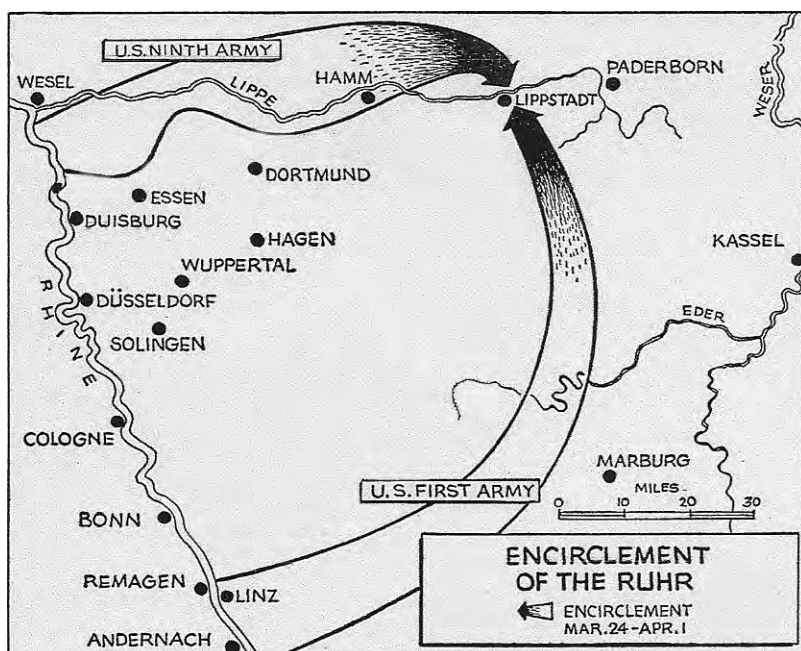 U.S. NINTH ARMY
WESEL
LIPPE
HAMM
LIPPSTADT
PADERBORN
WESER
DORTMUND
ESSEN
DUISBURG
HAGEN
KASSEL
WUPPERTAL
DÜSSELDORF
SOLINGEN
RHINE
EDER
COLOGNE
MARBURG
U.S. FIRST ARMY
MILES
0 10 20 30
BONN
REMAGEN
LINZ
ANDERNACH
ENCIRCLEMENT
OF THE RUHR
ENCIRCLEMENT
MAR. 24-APR. 1